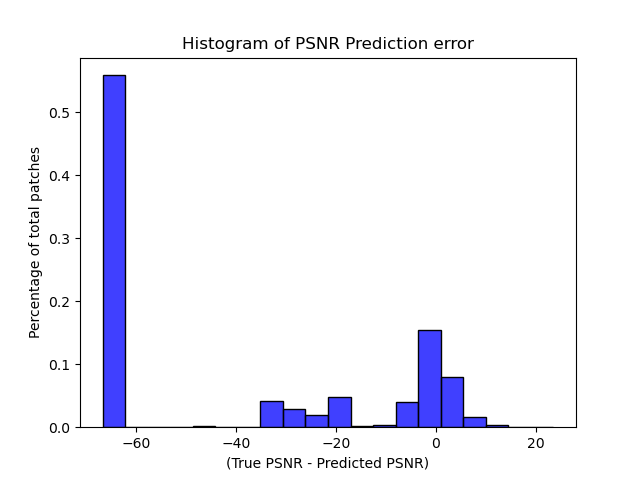 Histogram of PSNR Prediction error
Percentage of total patches
0.5
0.4
0.3
0.2
0.1
0.0
−60 −40 −20 0 20
(True PSNR - Predicted PSNR)